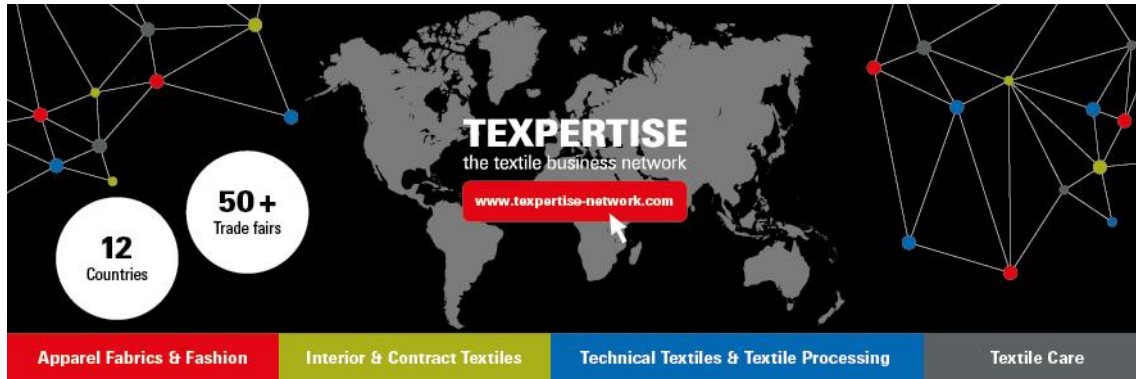 TEXPERTISE
the textile business network
www.texpertise-network.com
50+
Trade fairs
12
Countries
Apparel Fabrics & Fashion
Interior & Contract Textiles
Technical Textiles & Textile Processing
Textile Care